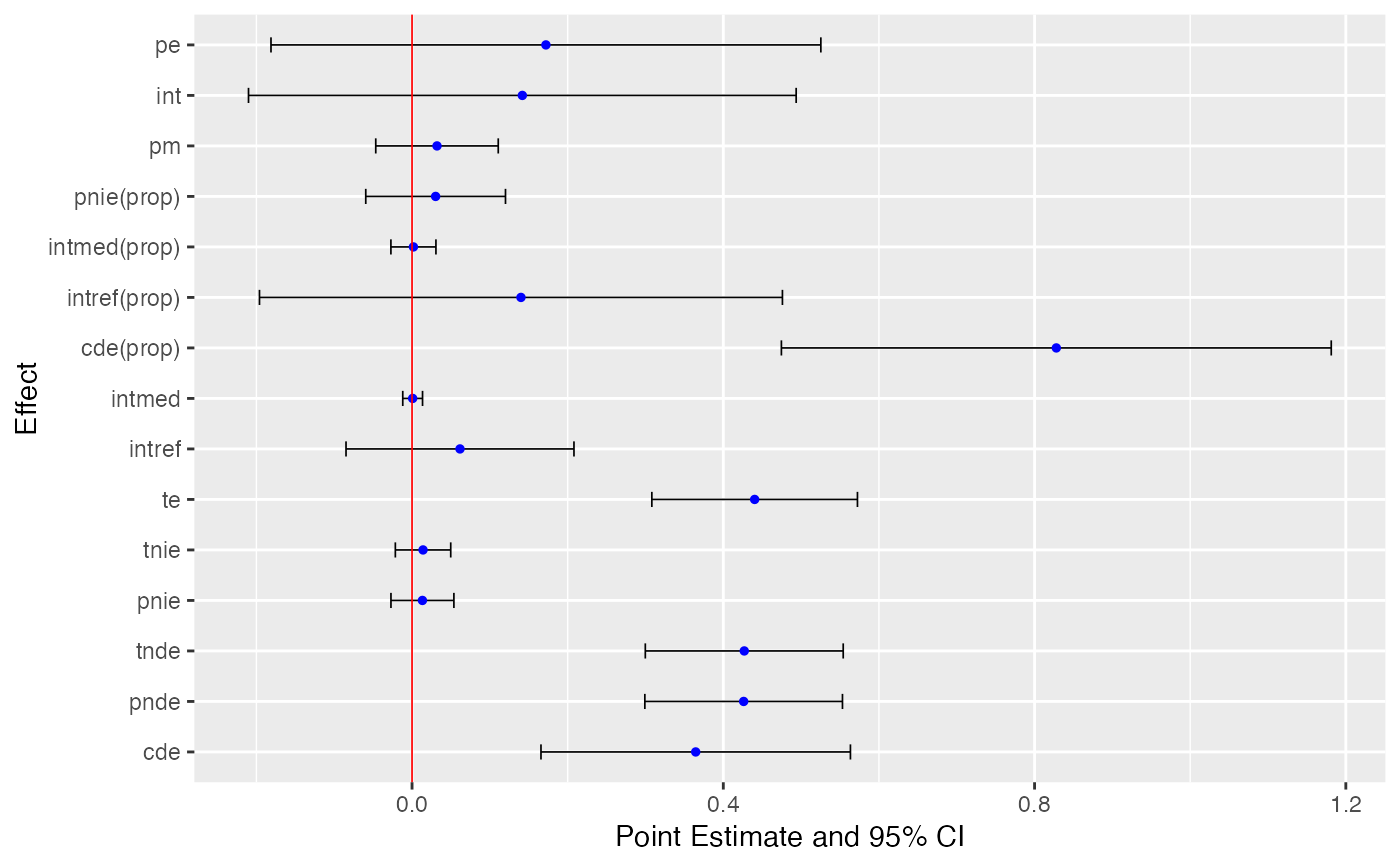 pe
int
pm
pnie(prop)
intmed(prop)
intref(prop)
cde(prop)
intmed
intref
te
tnie
pnie
tnde
pnde
cde
Effect
0.0 0.4 0.8 1.2
Point Estimate and 95% CI